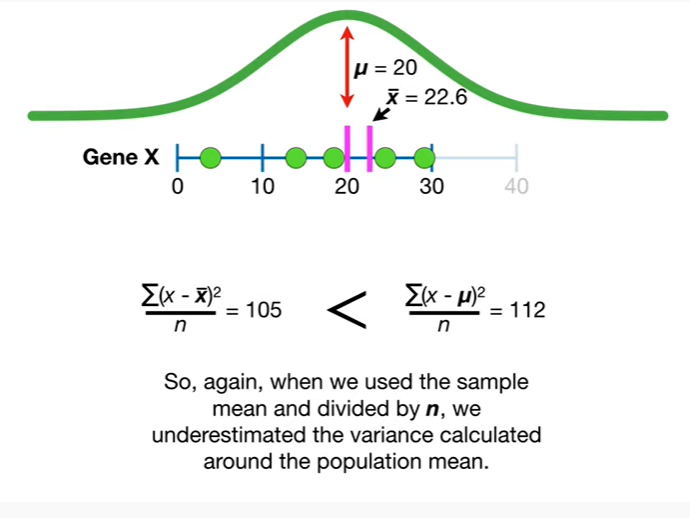 μ = 20
x̄ = 22.6
Gene X
0 10 20 30 40
∑(x - x̄)² / n = 105 < ∑(x - μ)² / n = 112
So, again, when we used the sample
mean and divided by n, we
underestimated the variance calculated
around the population mean.